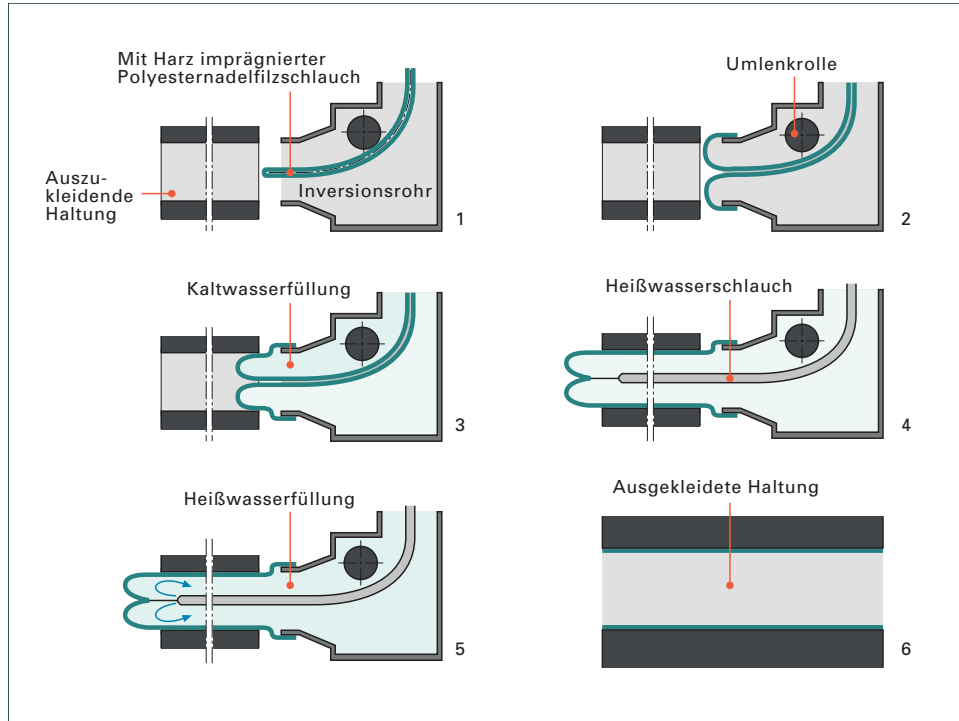 Mit Harz imprägnierter
Polyesternadelfilzschlauch
Auszu-
kleidende
Haltung
Inversionsrohr
1
Umlenkrolle
2
Kaltwasserfüllung
3
Heißwasserschlauch
4
Heißwasserfüllung
5
Ausgekleidete Haltung
6